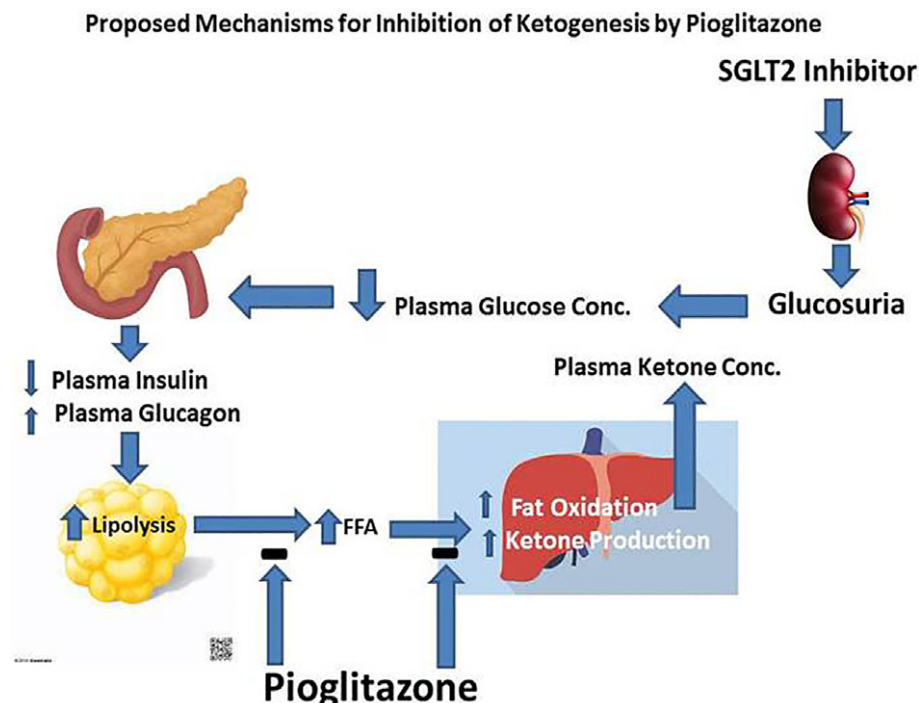 Proposed Mechanisms for Inhibition of Ketogenesis by Pioglitazone
SGLT2 Inhibitor
Glucosuria
Plasma Glucose Conc.
Plasma Insulin
Plasma Glucagon
Plasma Ketone Conc.
Lipolysis
FFA
Fat Oxidation
Ketone Production
Pioglitazone